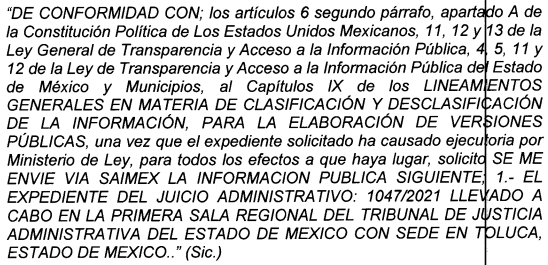 “DE CONFORMIDAD CON; los artículos 6 segundo párrafo, apartado A de
la Constitución Política de Los Estados Unidos Mexicanos, 11, 12 y 13 de la
Ley General de Transparencia y Acceso a la Información Pública, 4, 5, 11 y
12 de la Ley de Transparencia y Acceso a la Información Pública del Estado
de México y Municipios, al Capítulos IX de los LINEAMIENTOS
GENERALES EN MATERIA DE CLASIFICACIÓN Y DESCLASIFICACIÓN
DE LA INFORMACIÓN, PARA LA ELABORACIÓN DE VERSIONES
PÚBLICAS, una vez que el expediente solicitado ha causado ejecutoria por
Ministerio de Ley, para todos los efectos a que haya lugar, solicito SE ME
ENVIE VIA SAIMEX LA INFORMACION PUBLICA SIGUIENTE; 1.- EL
EXPEDIENTE DEL JUICIO ADMINISTRATIVO: 1047/2021 LLEVADO A
CABO EN LA PRIMERA SALA REGIONAL DEL TRIBUNAL DE JUSTICIA
ADMINISTRATIVA DEL ESTADO DE MEXICO CON SEDE EN TOLUCA,
ESTADO DE MEXICO..” (Sic.)